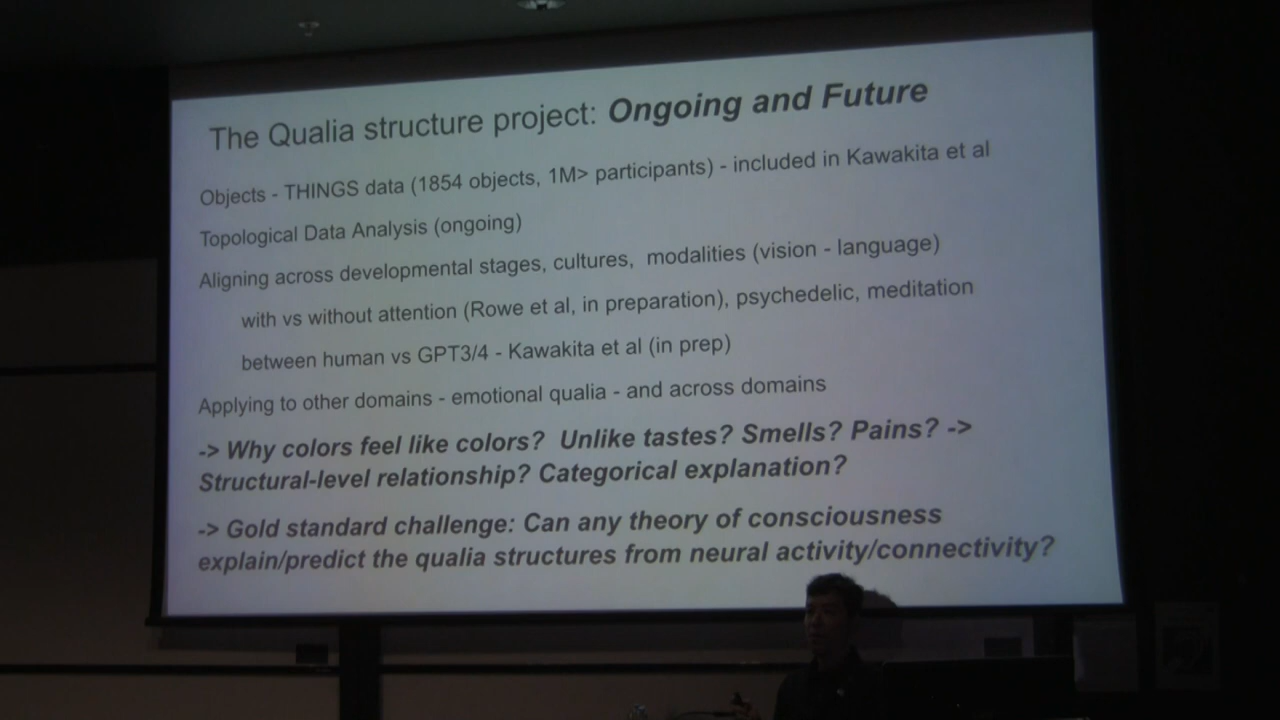 The Qualia structure project: Ongoing and Future
Objects - THINGS data (1854 objects, 1M> participants) - included in Kawakita et al
Topological Data Analysis (ongoing)
Aligning across developmental stages, cultures, modalities (vision - language)
with vs without attention (Rowe et al, in preparation), psychedelic, meditation
between human vs GPT3/4 - Kawakita et al (in prep)
Applying to other domains - emotional qualia - and across domains
-> Why colors feel like colors? Unlike tastes? Smells? Pains? ->
Structural-level relationship? Categorical explanation?
-> Gold standard challenge: Can any theory of consciousness
explain/predict the qualia structures from neural activity/connectivity?